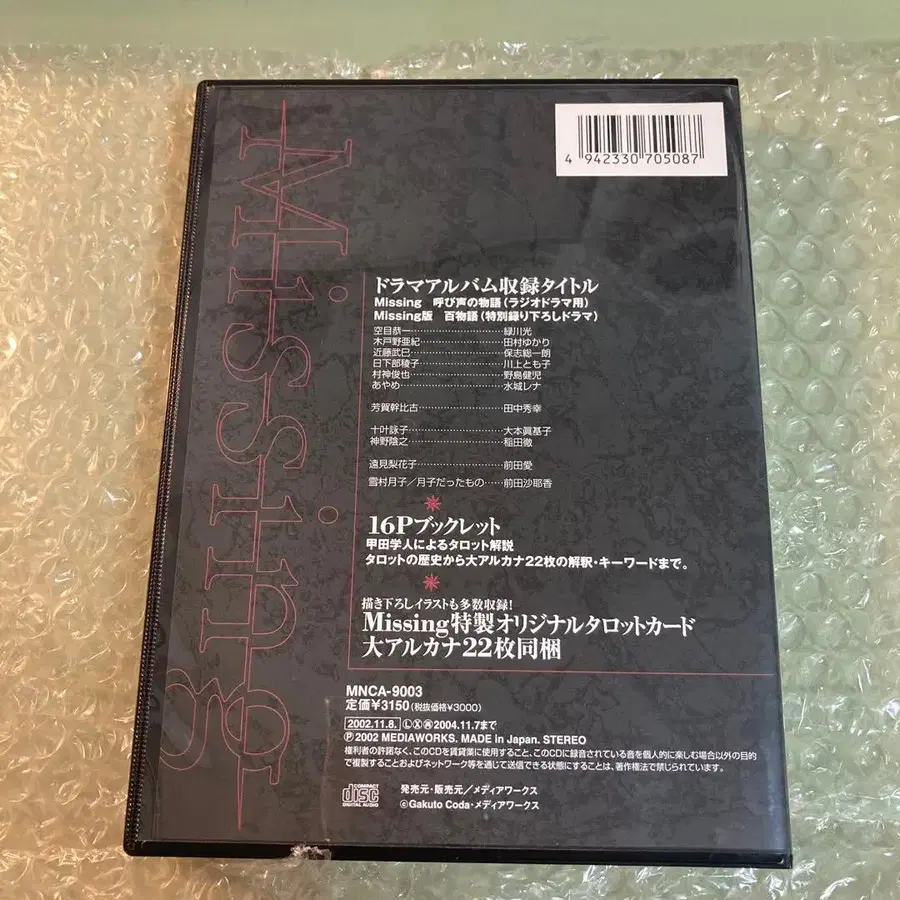 Missing
4 942330 705087
ドラマアルバム収録タイトル
Missing 呼び声の物語(ラジオドラマ用)
Missing版 百物語(特別録り下ろしドラマ)
空目恭一……………………緑川光
木戸野亜紀…………………田村ゆかり
近藤武巳……………………保志総一朗
日下部稜子…………………川上とも子
村神俊也……………………野島健児
あやめ………………………水城レナ
芳賀幹比古…………………田中秀幸
十叶詠子……………………大本眞基子
神野陰之……………………稲田徹
遠見梨花子…………………前田愛
雪村月子/月子だったもの……前田沙耶香
16Pブックレット
甲田学人によるタロット解説
タロットの歴史から大アルカナ22枚の解釈・キーワードまで。
描き下ろしイラストも多数収録!
Missing特製オリジナルタロットカード
大アルカナ22枚同梱
MNCA-9003
定価¥3150(税抜価格¥3000)
2002.11.8. Ⓛ Ⓧ 2004.11.7まで
Ⓟ2002 MEDIAWORKS. MADE in Japan. STEREO
権利者の許諾なく、このCDを賃貸業に使用すること、このCDに録音されている音を個人的に楽しむ場合以外の目的
で複製することおよびネットワーク等を通じて送信できる状態にすることは、著作権法で禁じられています。
COMPACT
disc
DIGITAL AUDIO
発売元・販売元/メディアワークス
©Gakuto Coda・メディアワークス